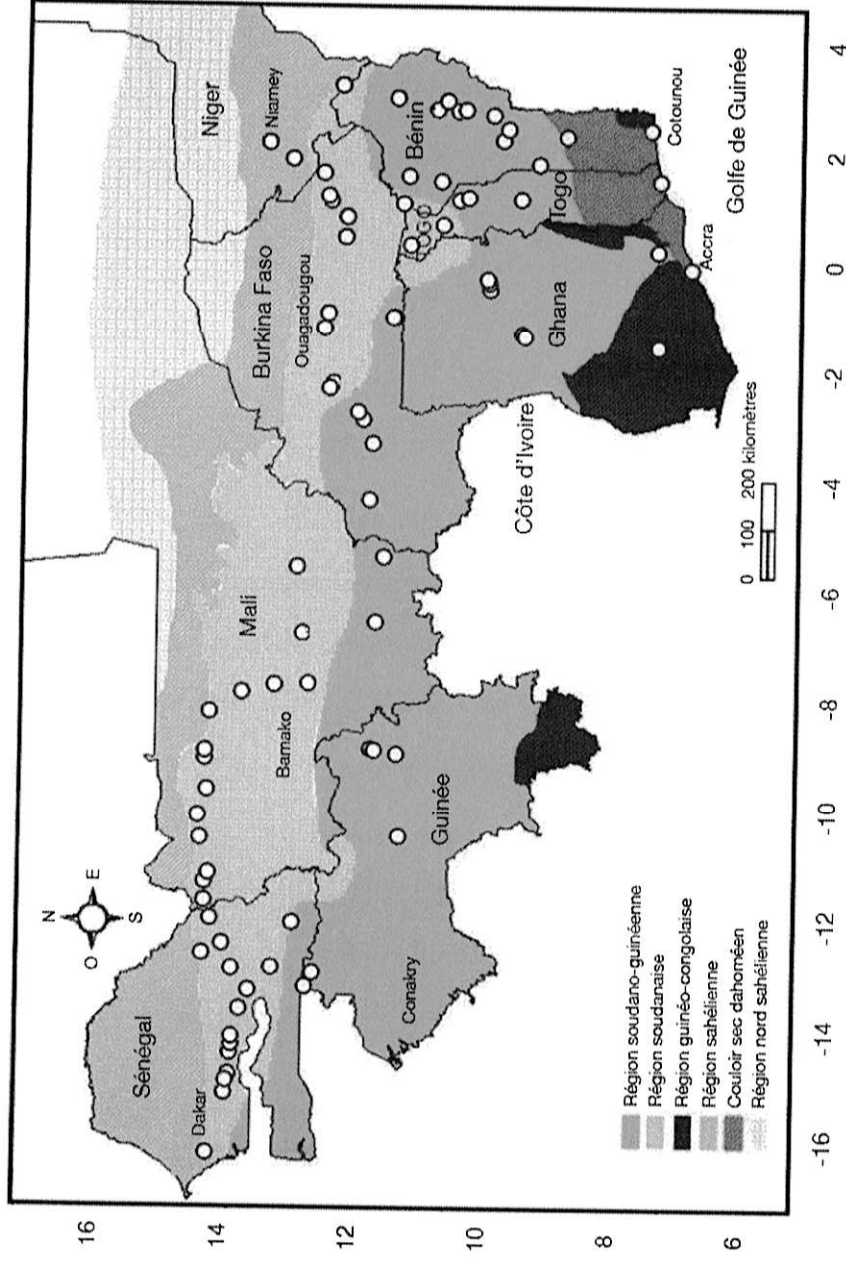 N
O
E
S
Sénégal
Dakar
Mali
Bamako
Niger
Niamey
Burkina Faso
Ouagadougou
Bénin
Togo
TOGO
Ghana
Guinée
Conakry
Côte d'Ivoire
Accra
Cotounou
Golfe de Guinée
0 100 200 kilomètres
Région soudano-guinéenne
Région soudanaise
Région guinéo-congolaise
Région sahélienne
Couloir sec dahoméen
Région nord sahélienne
16
14
12
10
8
6
-16 -14 -12 -10 -8 -6 -4 -2 0 2 4